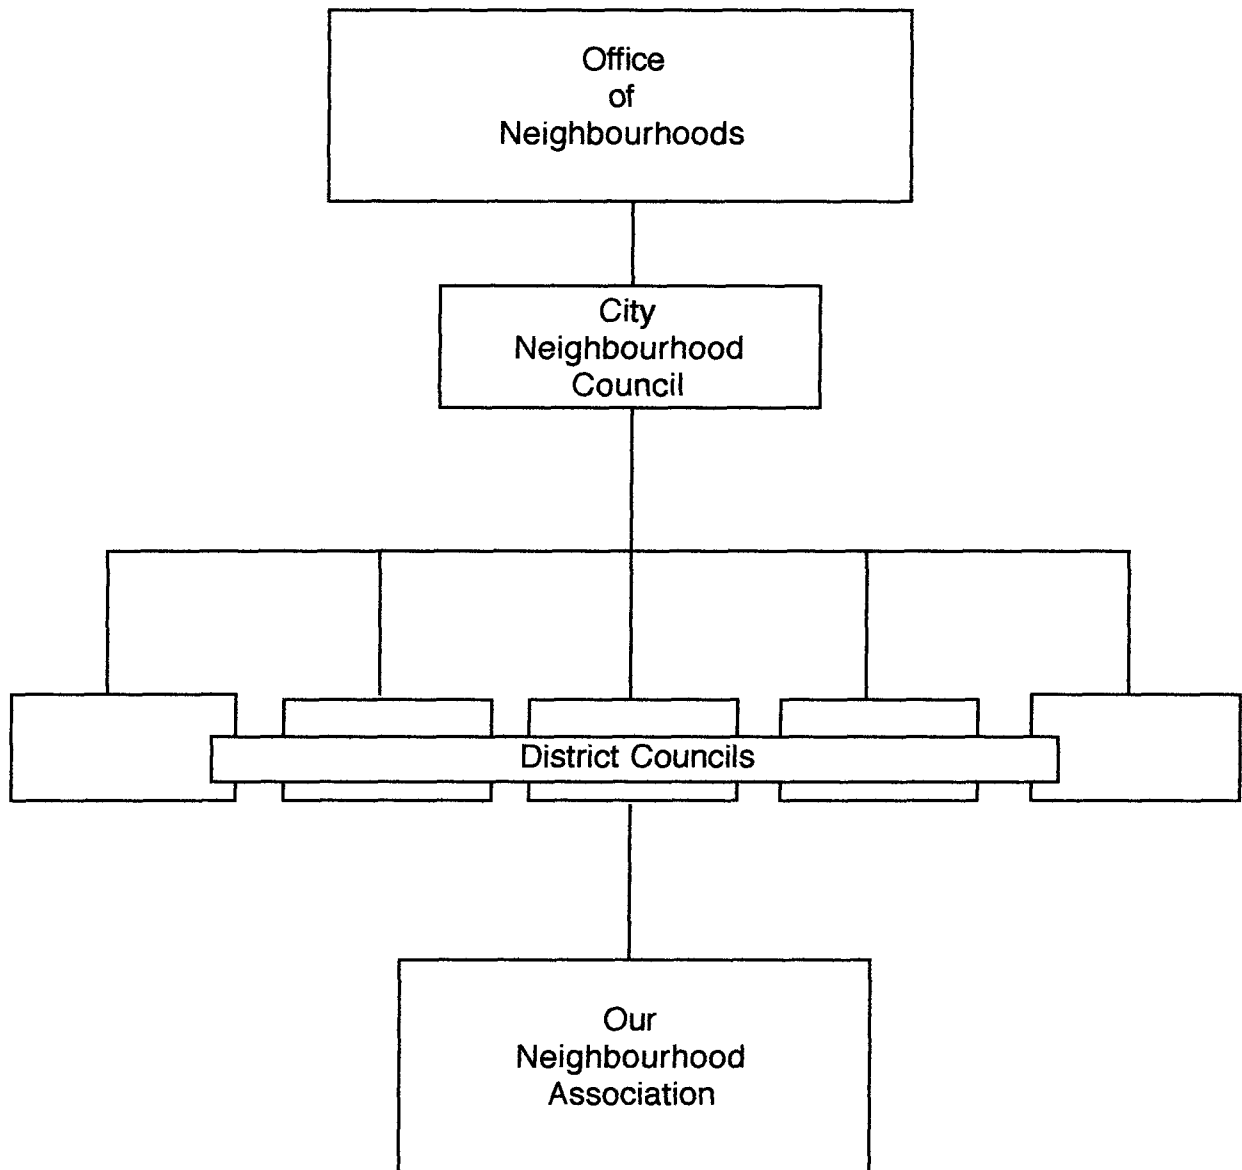 Office
of
Neighbourhoods
City
Neighbourhood
Council
District Councils
Our
Neighbourhood
Association